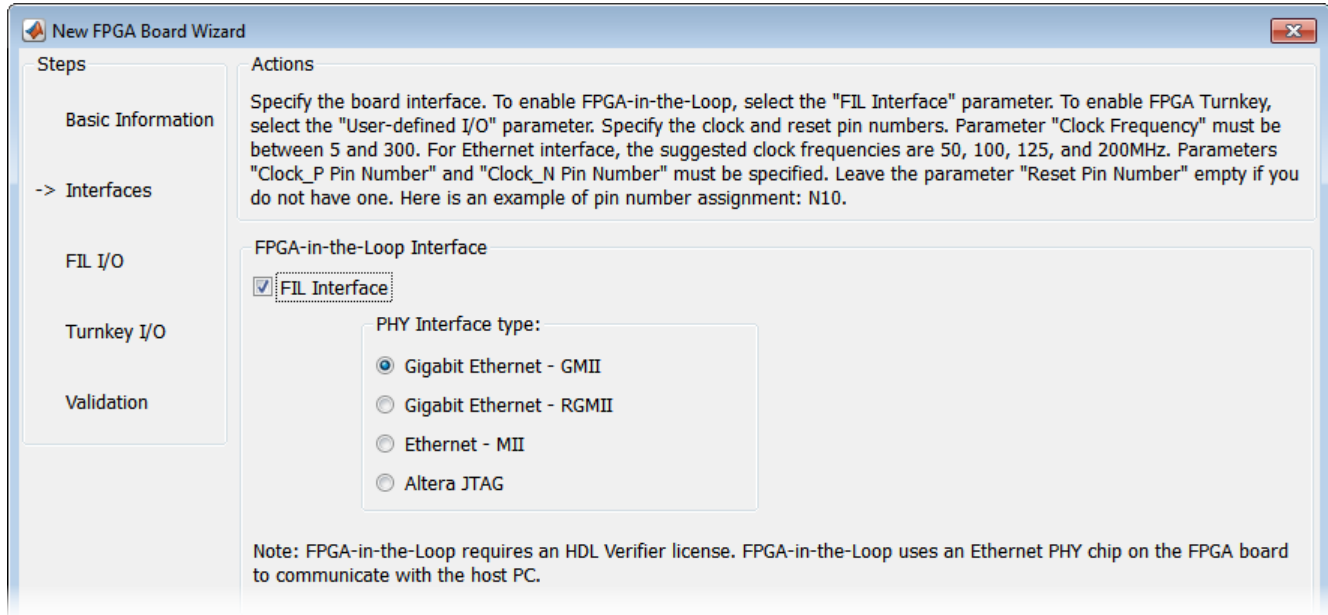 New FPGA Board Wizard
Steps
Basic Information
-> Interfaces
FIL I/O
Turnkey I/O
Validation
Actions
Specify the board interface. To enable FPGA-in-the-Loop, select the "FIL Interface" parameter. To enable FPGA Turnkey,
select the "User-defined I/O" parameter. Specify the clock and reset pin numbers. Parameter "Clock Frequency" must be
between 5 and 300. For Ethernet interface, the suggested clock frequencies are 50, 100, 125, and 200MHz. Parameters
"Clock_P Pin Number" and "Clock_N Pin Number" must be specified. Leave the parameter "Reset Pin Number" empty if you
do not have one. Here is an example of pin number assignment: N10.
FPGA-in-the-Loop Interface
FIL Interface
PHY Interface type:
Gigabit Ethernet - GMII
Gigabit Ethernet - RGMII
Ethernet - MII
Altera JTAG
Note: FPGA-in-the-Loop requires an HDL Verifier license. FPGA-in-the-Loop uses an Ethernet PHY chip on the FPGA board
to communicate with the host PC.